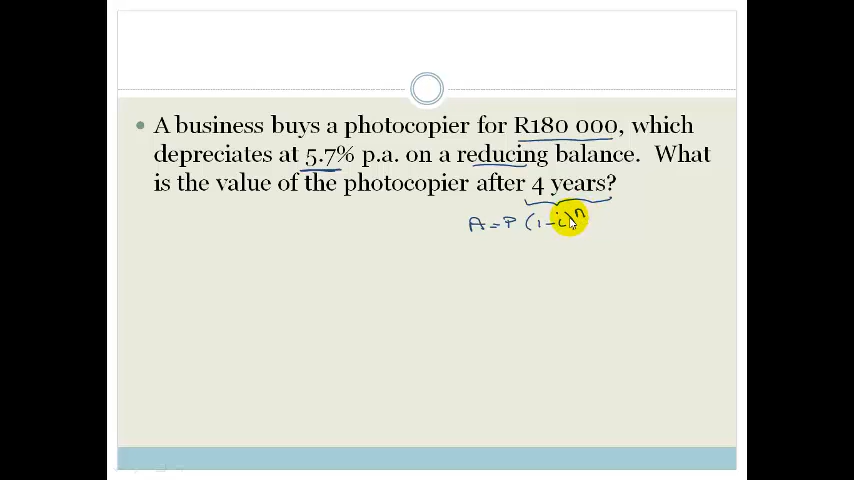 A business buys a photocopier for R180 000, which
depreciates at 5.7% p.a. on a reducing balance. What
is the value of the photocopier after 4 years?
A = P (1 - i)ⁿ